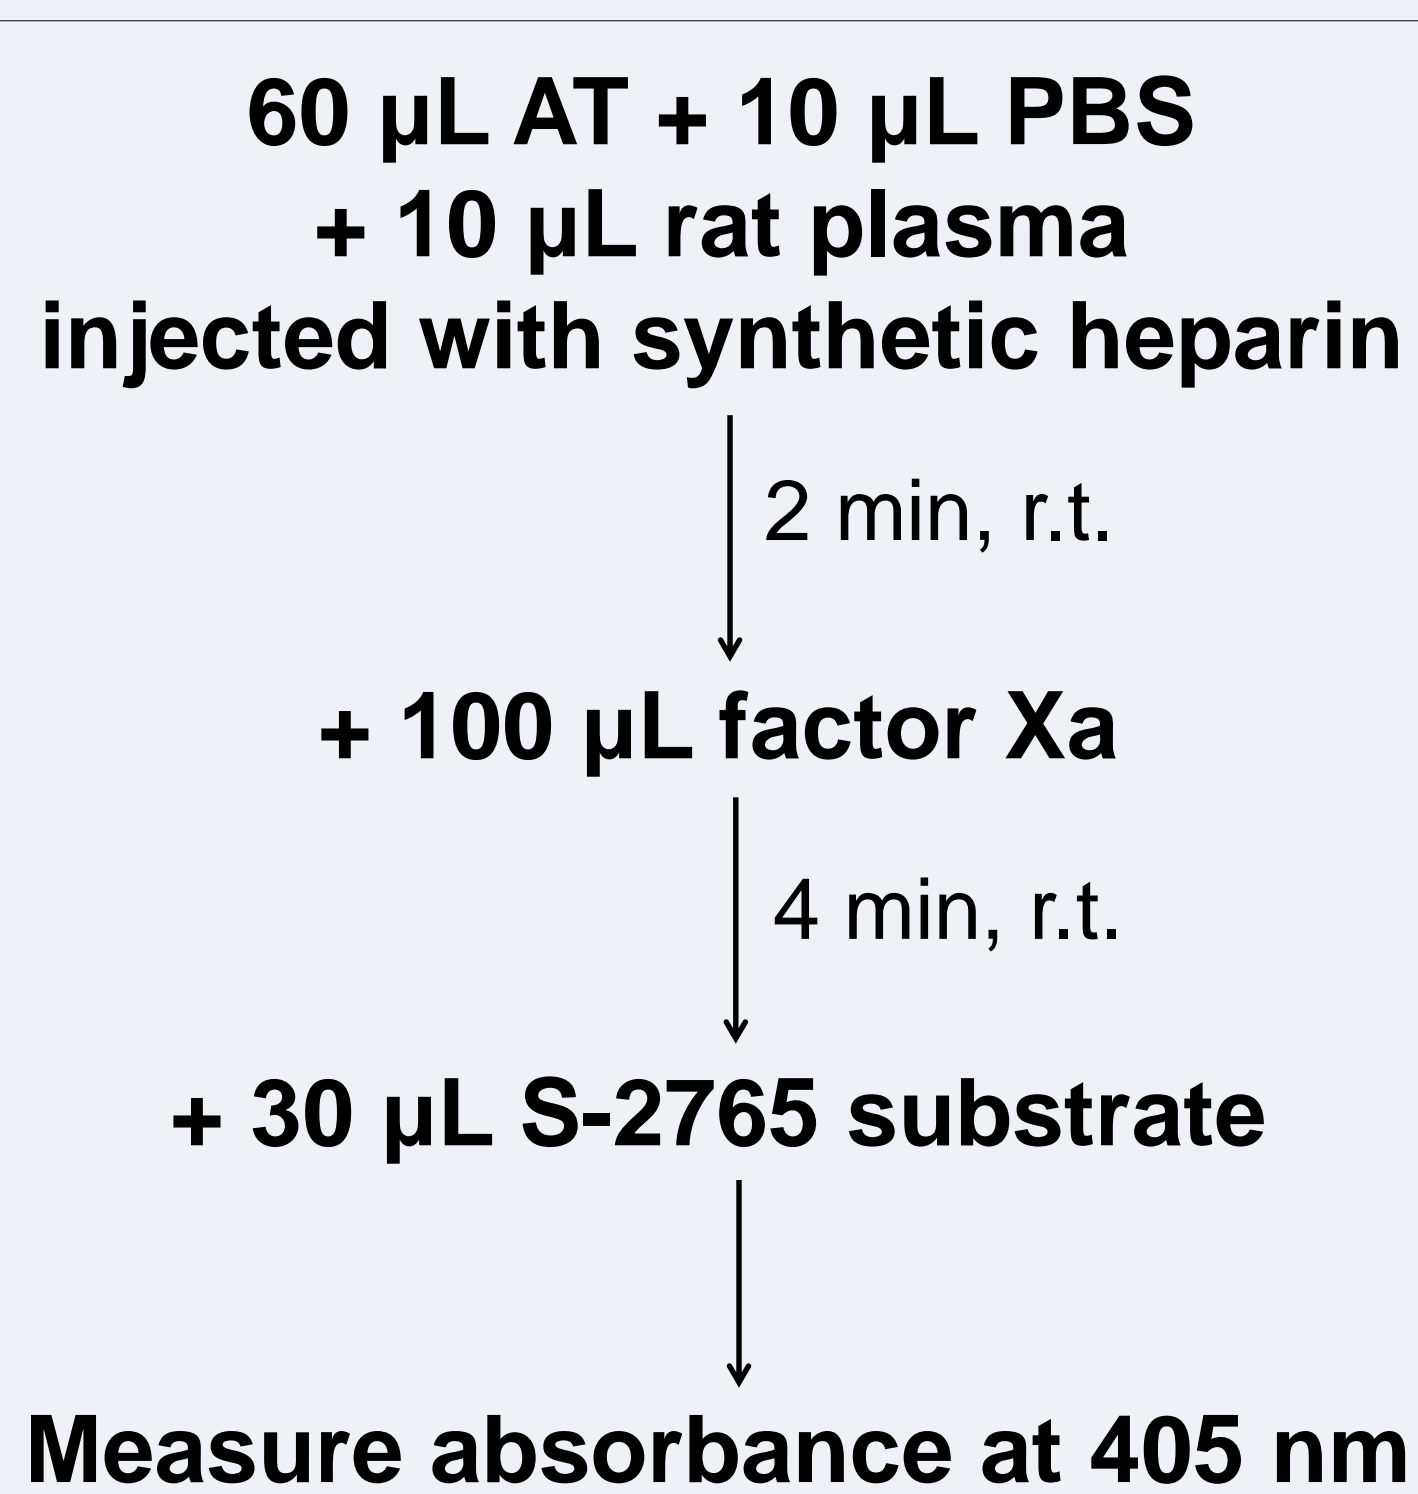 60 µL AT + 10 µL PBS
+ 10 µL rat plasma
injected with synthetic heparin
2 min, r.t.
+ 100 µL factor Xa
4 min, r.t.
+ 30 µL S-2765 substrate
Measure absorbance at 405 nm